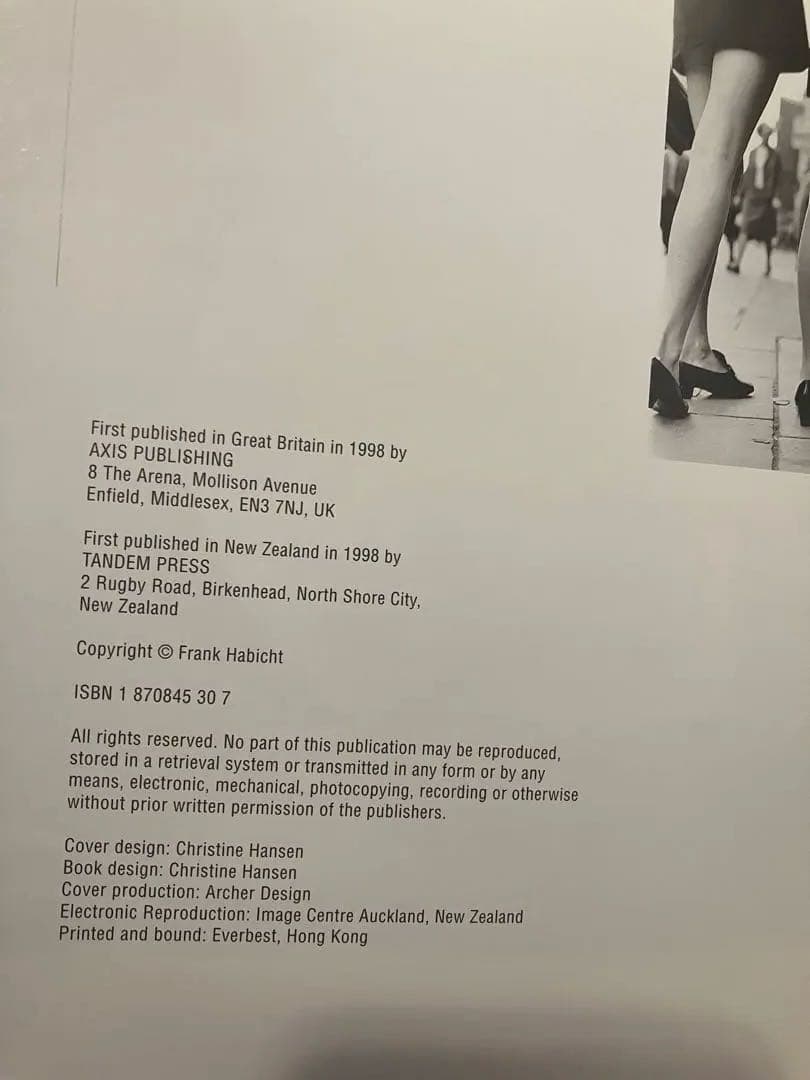 First published in Great Britain in 1998 by
AXIS PUBLISHING
8 The Arena, Mollison Avenue
Enfield, Middlesex, EN3 7NJ, UK
First published in New Zealand in 1998 by
TANDEM PRESS
2 Rugby Road, Birkenhead, North Shore City,
New Zealand
Copyright © Frank Habicht
ISBN 1 870845 30 7
All rights reserved. No part of this publication may be reproduced,
stored in a retrieval system or transmitted in any form or by any
means, electronic, mechanical, photocopying, recording or otherwise
without prior written permission of the publishers.
Cover design: Christine Hansen
Book design: Christine Hansen
Cover production: Archer Design
Electronic Reproduction: Image Centre Auckland, New Zealand
Printed and bound: Everbest, Hong Kong